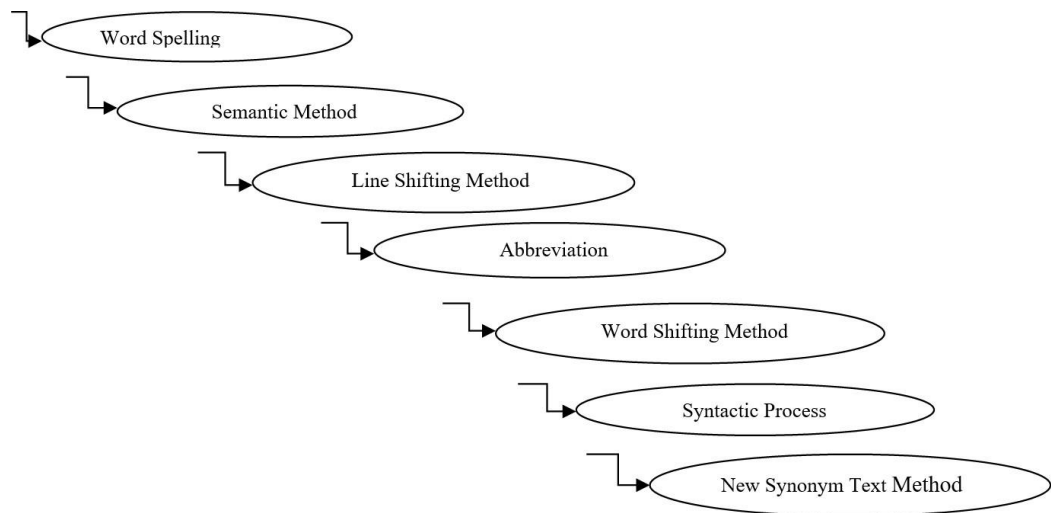 Word Spelling
Semantic Method
Line Shifting Method
Abbreviation
Word Shifting Method
Syntactic Process
New Synonym Text Method